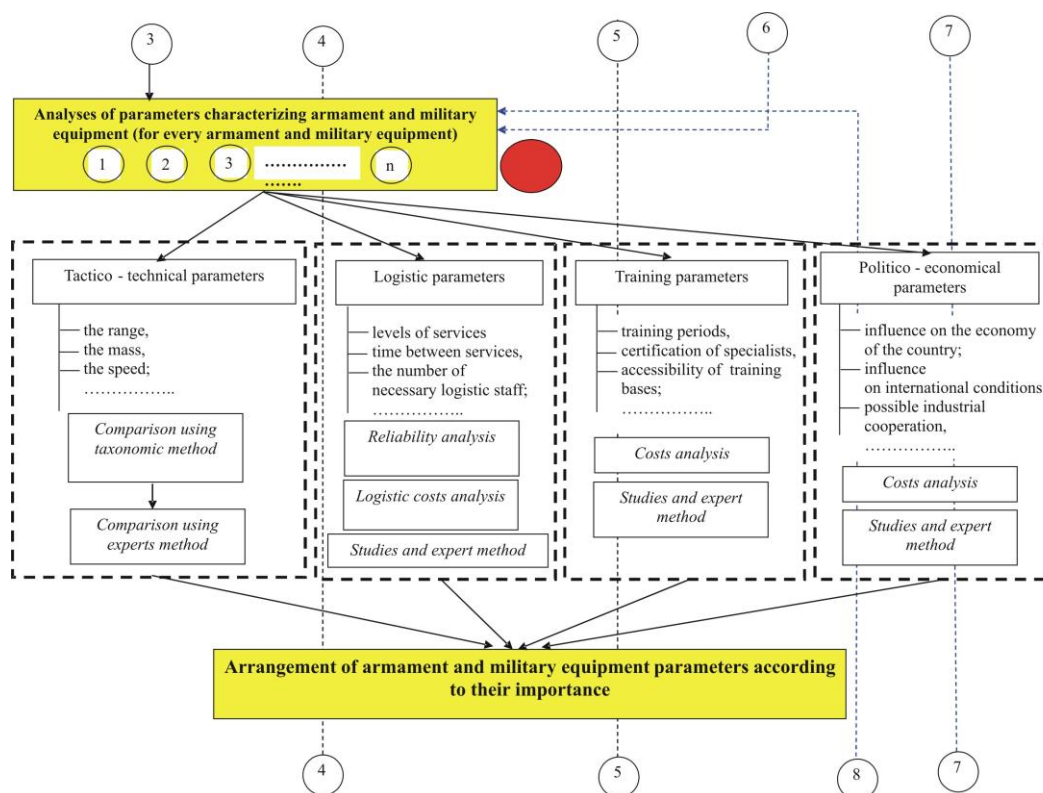 3
4
5
6
7
Analyses of parameters characterizing armament and military
equipment (for every armament and military equipment)
1 2 3 …………… n
…….
Tactico - technical parameters
the range,
the mass,
the speed;
……………..
Comparison using
taxonomic method
Comparison using
experts method
Logistic parameters
levels of services
time between services,
the number of
necessary logistic staff;
……………..
Reliability analysis
Logistic costs analysis
Studies and expert method
Training parameters
training periods,
certification of specialists,
accessibility of training
bases;
……………..
Costs analysis
Studies and expert
method
Politico - economical
parameters
influence on the economy
of the country;
influence
on international conditions
possible industrial
cooperation,
……………..
Costs analysis
Studies and expert
method
Arrangement of armament and military equipment parameters according
to their importance
4
5
8
7